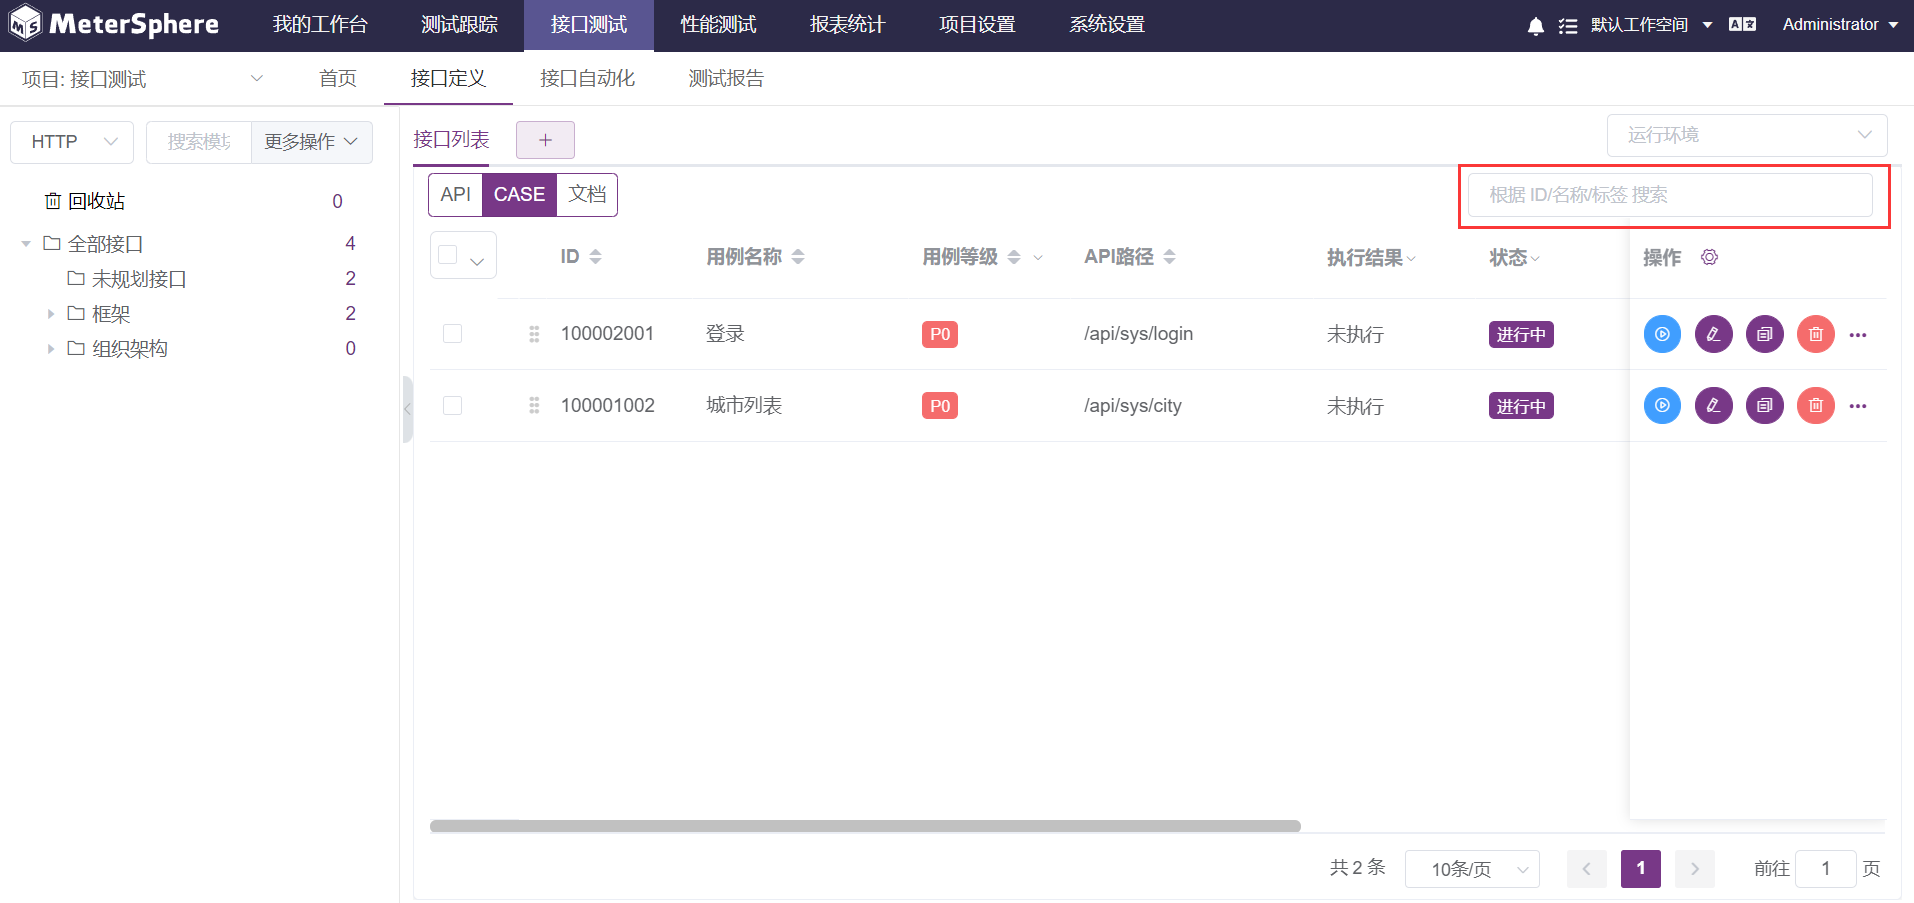 MeterSphere 我的工作台 测试跟踪 接口测试 性能测试 报表统计 项目设置 系统设置 默认工作空间 Administrator
项目: 接口测试 首页 接口定义 接口自动化 测试报告
HTTP 搜索模块 更多操作 接口列表 + 运行环境
回收站 0
API CASE 文档 根据 ID/名称/标签 搜索
全部接口 4
未规划接口 2
框架 2
组织架构 0
ID 用例名称 用例等级 API路径 执行结果 状态 操作
100002001 登录 P0 /api/sys/login 未执行 进行中
100001002 城市列表 P0 /api/sys/city 未执行 进行中
共 2 条 10条/页 1 前往 1 页